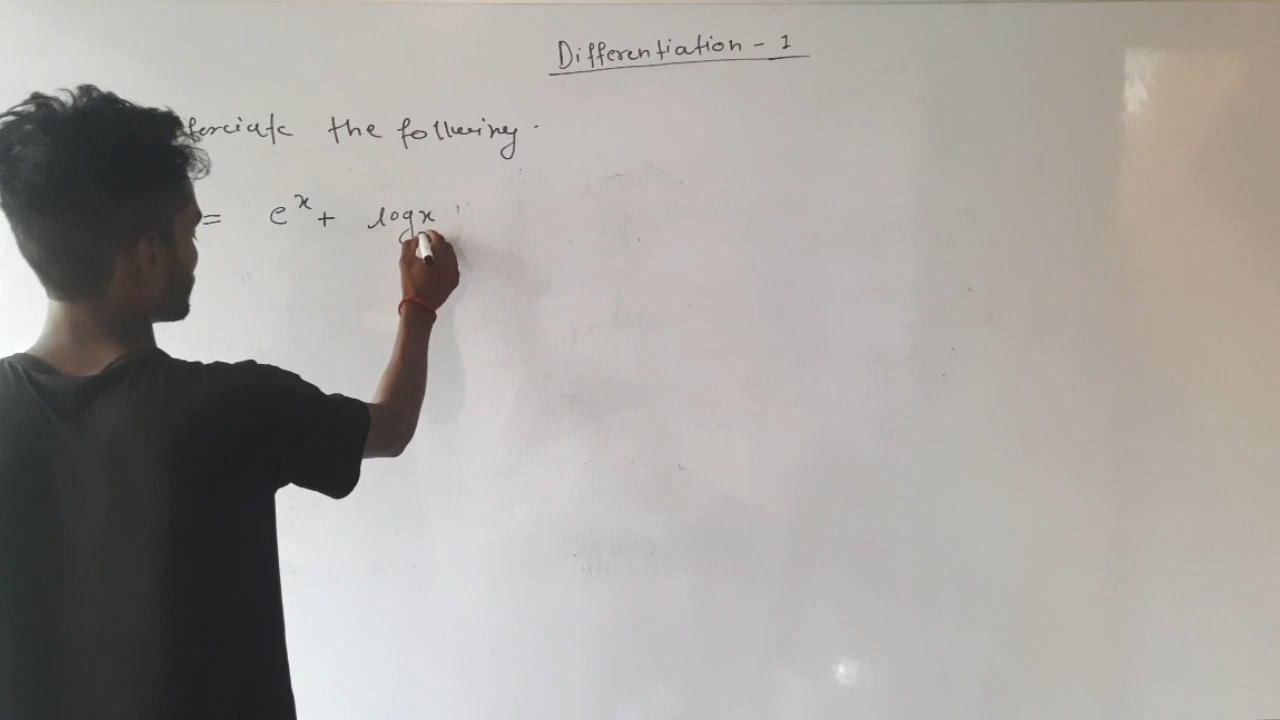 Differentiation - 1
ferciate the following.
= e^x + log x